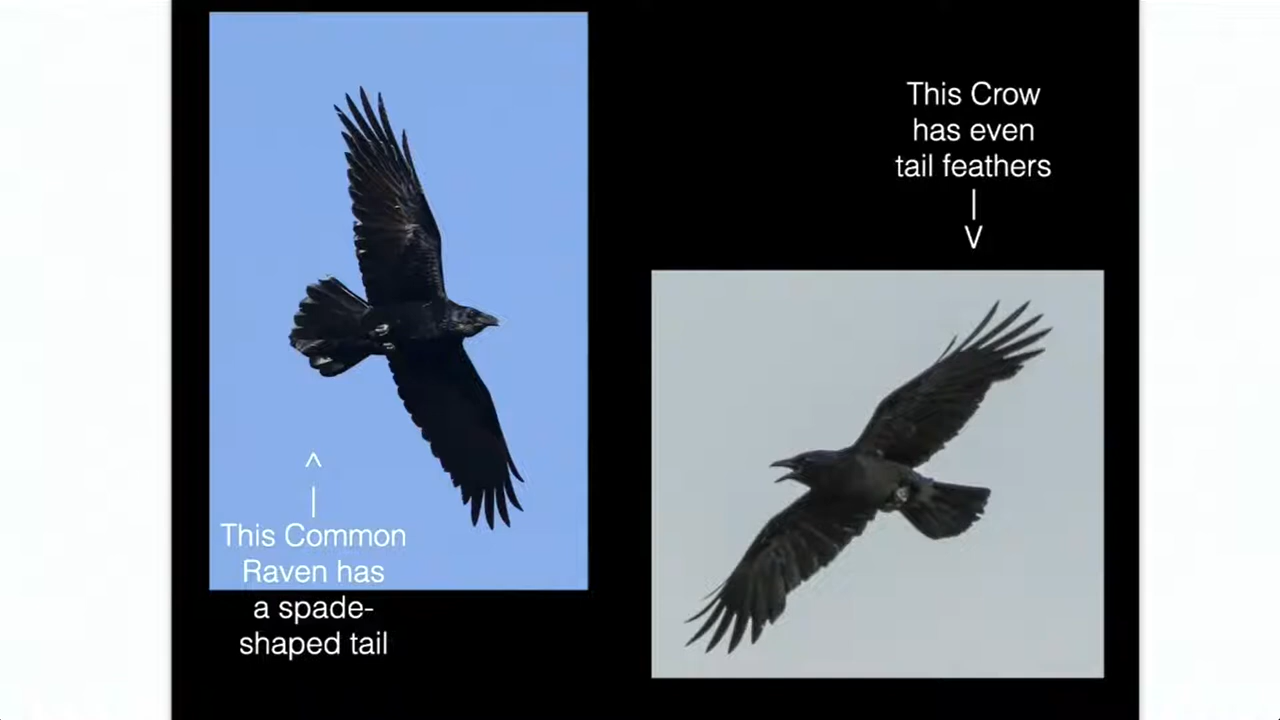 This Crow
has even
tail feathers
|
V
^
|
This Common
Raven has
a spade-
shaped tail